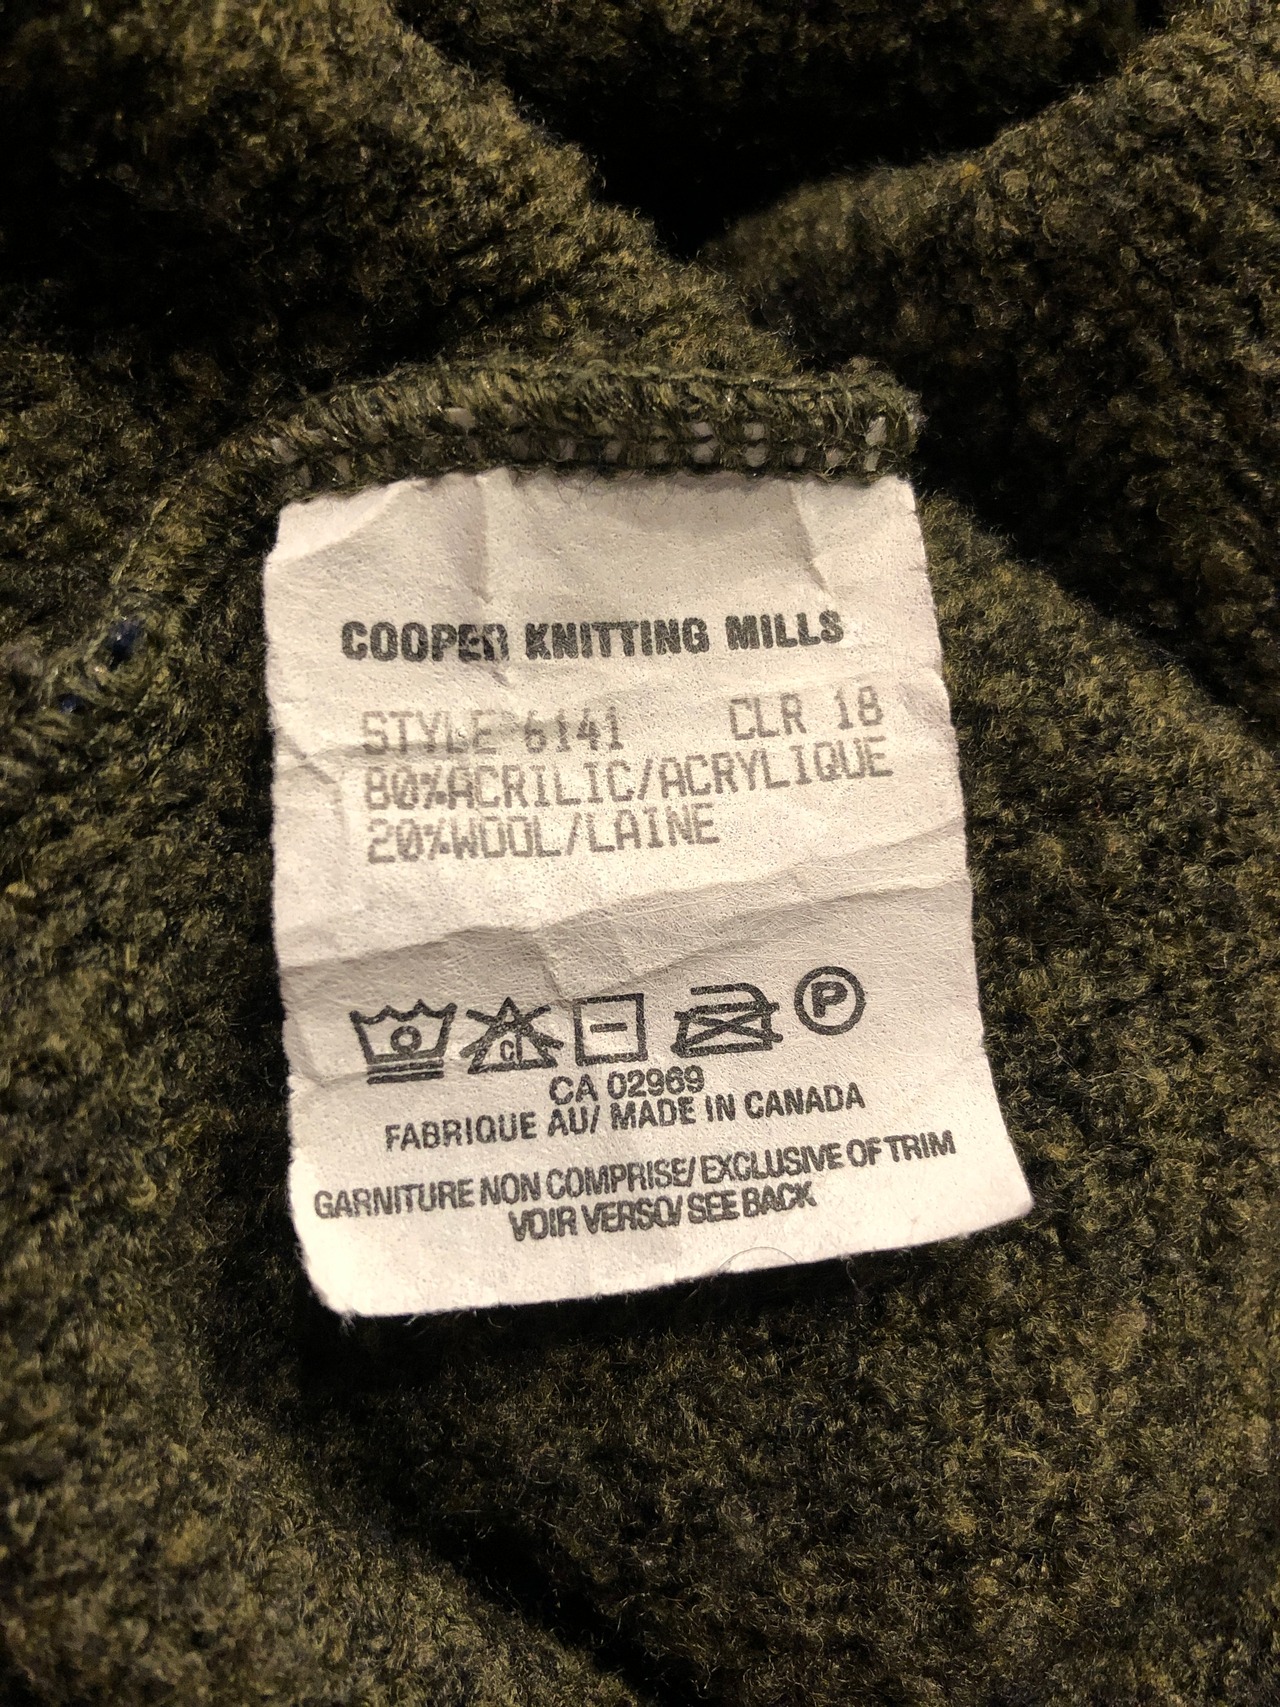 COOPER KNITTING MILLS
STYLE 6141 CLR 18
80%ACRILIC/ACRYLIQUE
20%WOOL/LAINE
CL P
CA 02969
FABRIQUE AU/ MADE IN CANADA
GARNITURE NON COMPRISE/ EXCLUSIVE OF TRIM
VOIR VERSO/ SEE BACK